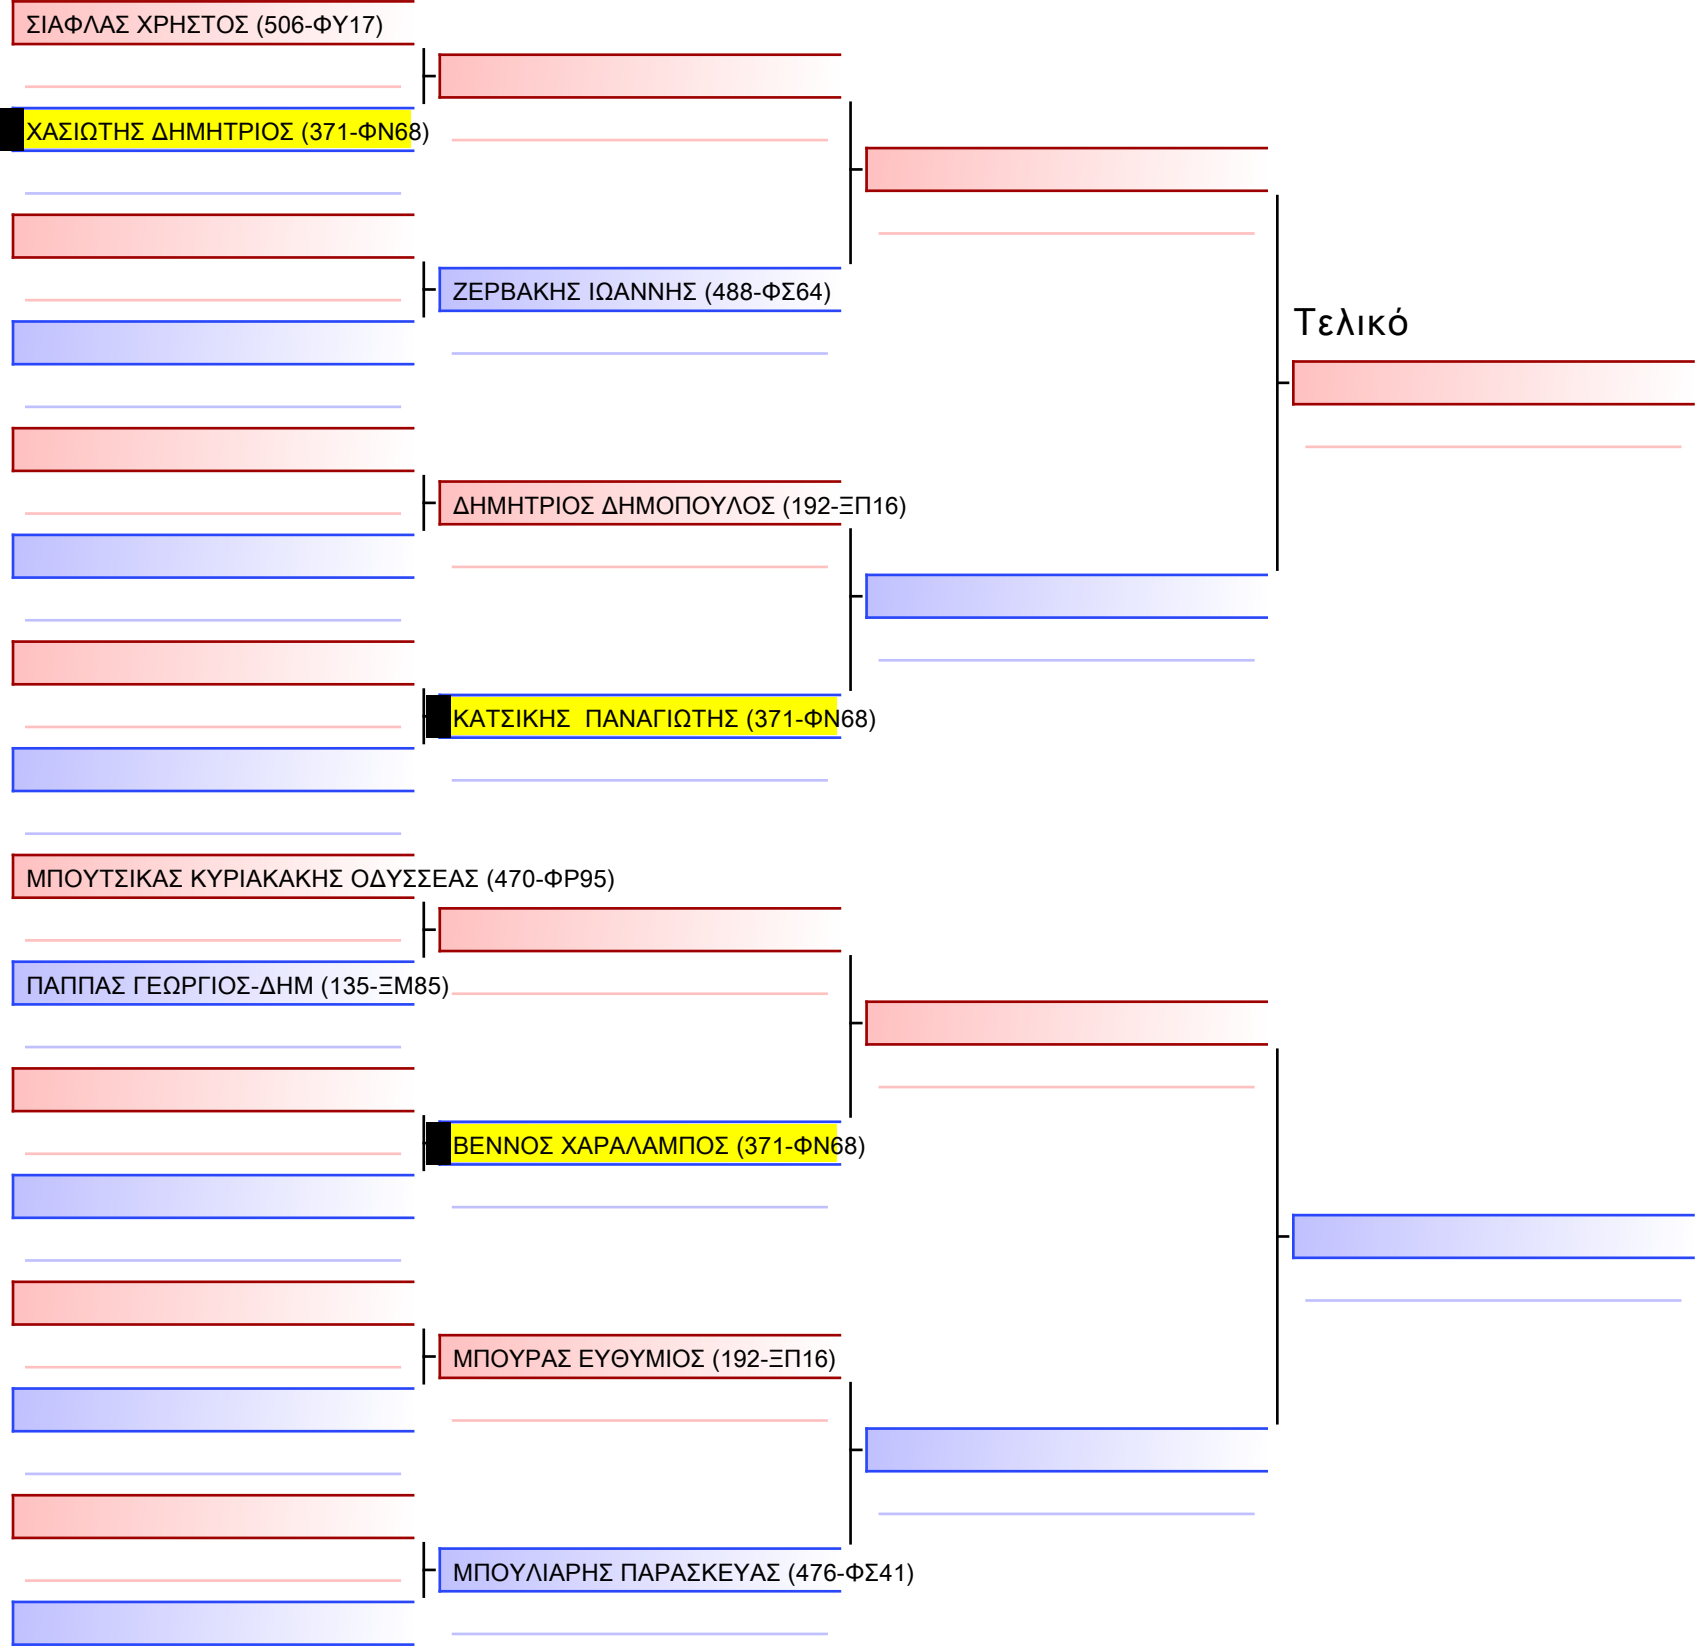 ΣΙΑΦΛΑΣ ΧΡΗΣΤΟΣ (506-ΦΥ17)
ΧΑΣΙΩΤΗΣ ΔΗΜΗΤΡΙΟΣ (371-ΦΝ68)
ΖΕΡΒΑΚΗΣ ΙΩΑΝΝΗΣ (488-ΦΣ64)
Τελικό
ΔΗΜΗΤΡΙΟΣ ΔΗΜΟΠΟΥΛΟΣ (192-ΞΠ16)
ΚΑΤΣΙΚΗΣ  ΠΑΝΑΓΙΩΤΗΣ (371-ΦΝ68)
ΜΠΟΥΤΣΙΚΑΣ ΚΥΡΙΑΚΑΚΗΣ ΟΔΥΣΣΕΑΣ (470-ΦΡ95)
ΠΑΠΠΑΣ ΓΕΩΡΓΙΟΣ-ΔΗΜ (135-ΞΜ85)
ΒΕΝΝΟΣ ΧΑΡΑΛΑΜΠΟΣ (371-ΦΝ68)
ΜΠΟΥΡΑΣ ΕΥΘΥΜΙΟΣ (192-ΞΠ16)
ΜΠΟΥΛΙΑΡΗΣ ΠΑΡΑΣΚΕΥΑΣ (476-ΦΣ41)